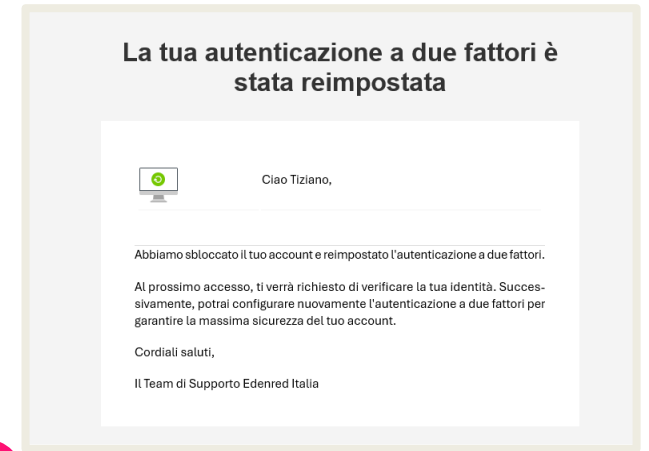 La tua autenticazione a due fattori è
stata reimpostata
Ciao Tiziano,
Abbiamo sbloccato il tuo account e reimpostato l'autenticazione a due fattori.
Al prossimo accesso, ti verrà richiesto di verificare la tua identità. Succes-
sivamente, potrai configurare nuovamente l'autenticazione a due fattori per
garantire la massima sicurezza del tuo account.
Cordiali saluti,
Il Team di Supporto Edenred Italia